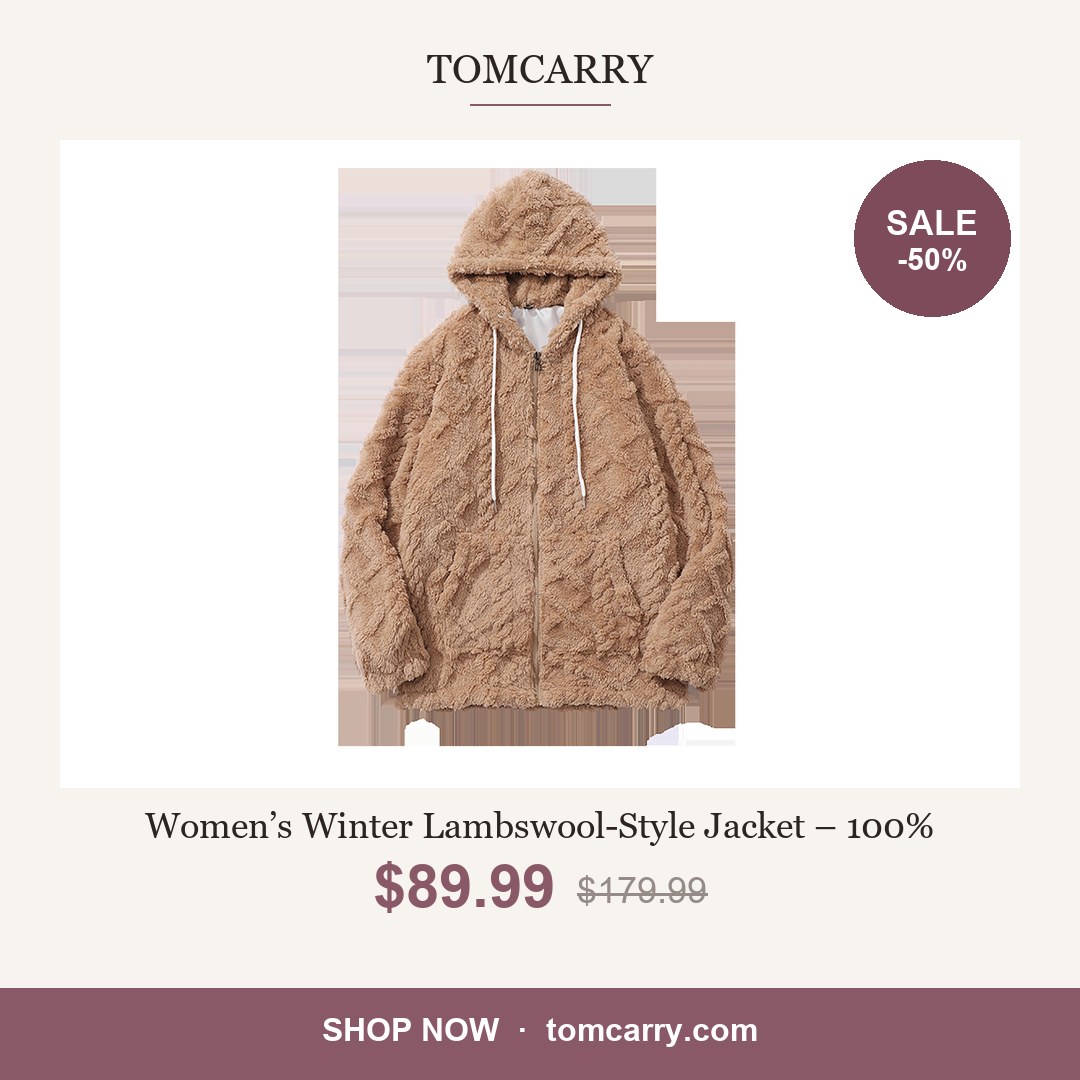 TOMCARRY
SALE
-50%
Women’s Winter Lambswool-Style Jacket – 100%
$89.99 $179.99
SHOP NOW · tomcarry.com